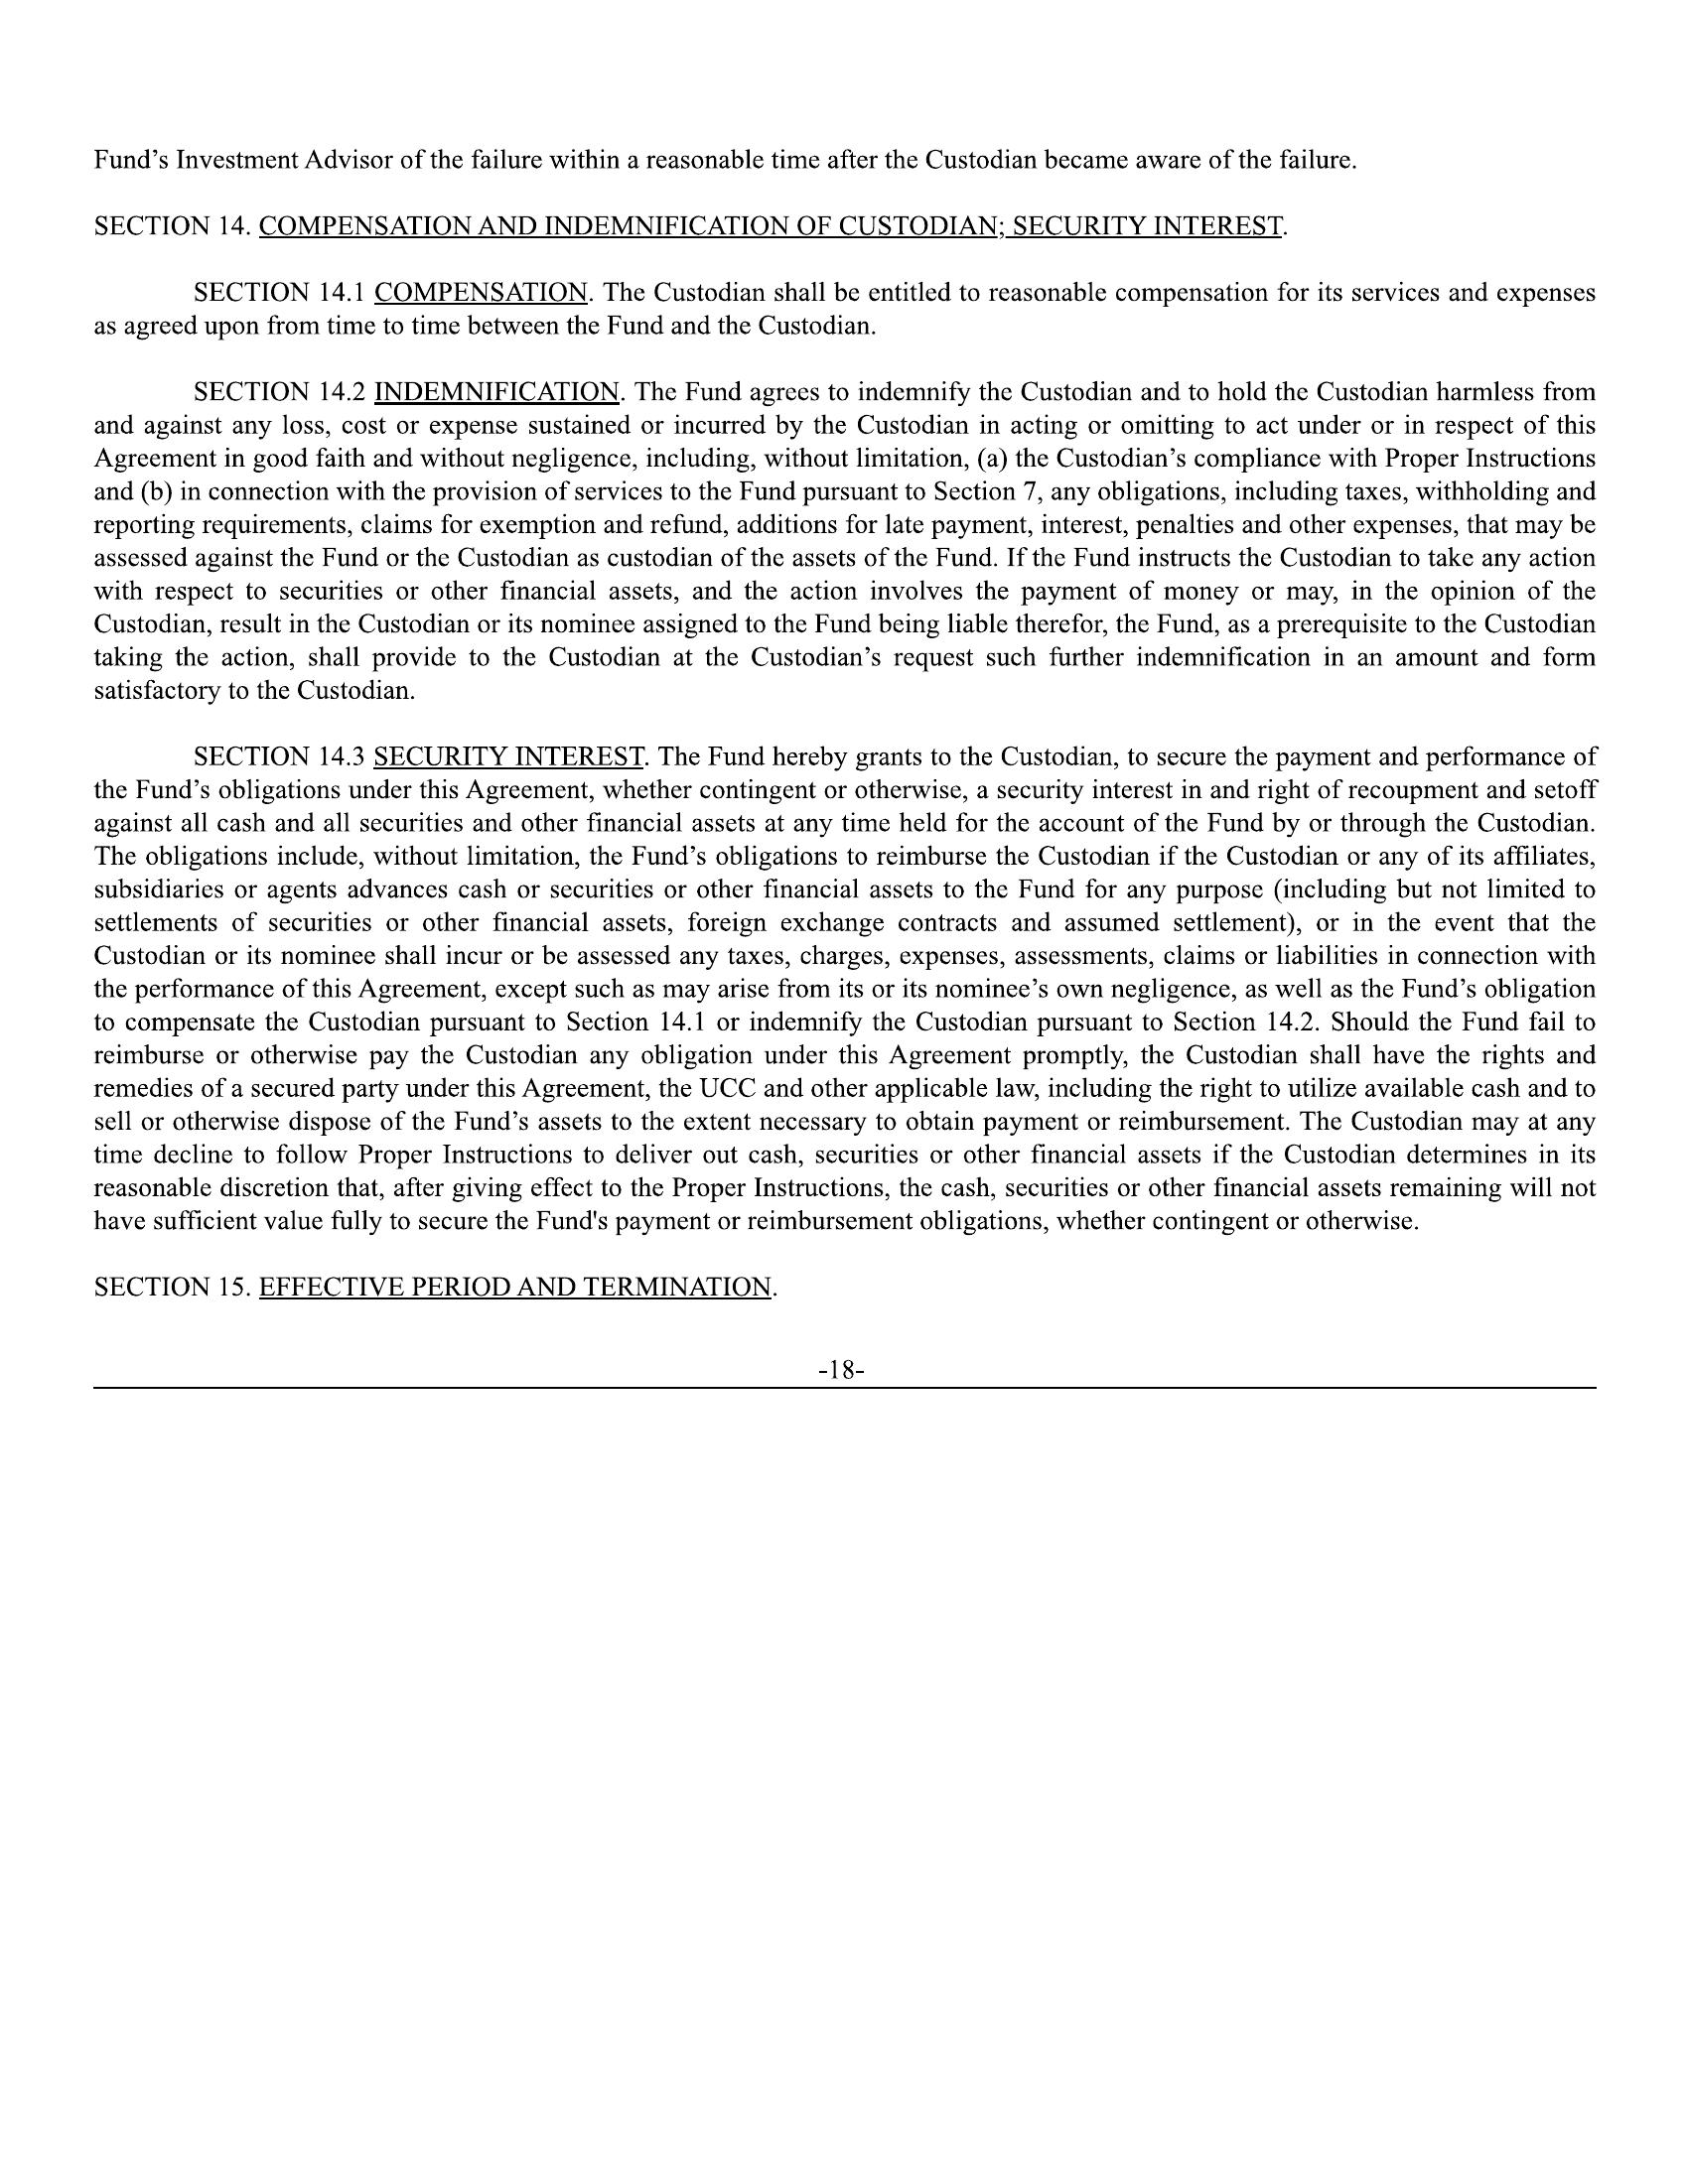 Fund’s Investment Advisor of the failure within a reasonable time after the Custodian became aware of the failure.
SECTION 14. COMPENSATION AND INDEMNIFICATION OF CUSTODIAN; SECURITY INTEREST.
SECTION 14.1 COMPENSATION. The Custodian shall be entitled to reasonable compensation for its services and expenses
as agreed upon from time to time between the Fund and the Custodian.
SECTION 14.2 INDEMNIFICATION. The Fund agrees to indemnify the Custodian and to hold the Custodian harmless from
and against any loss, cost or expense sustained or incurred by the Custodian in acting or omitting to act under or in respect of this
Agreement in good faith and without negligence, including, without limitation, (a) the Custodian’s compliance with Proper Instructions
and (b) in connection with the provision of services to the Fund pursuant to Section 7, any obligations, including taxes, withholding and
reporting requirements, claims for exemption and refund, additions for late payment, interest, penalties and other expenses, that may be
assessed against the Fund or the Custodian as custodian of the assets of the Fund. If the Fund instructs the Custodian to take any action
with respect to securities or other financial assets, and the action involves the payment of money or may, in the opinion of the
Custodian, result in the Custodian or its nominee assigned to the Fund being liable therefor, the Fund, as a prerequisite to the Custodian
taking the action, shall provide to the Custodian at the Custodian’s request such further indemnification in an amount and form
satisfactory to the Custodian.
SECTION 14.3 SECURITY INTEREST. The Fund hereby grants to the Custodian, to secure the payment and performance of
the Fund’s obligations under this Agreement, whether contingent or otherwise, a security interest in and right of recoupment and setoff
against all cash and all securities and other financial assets at any time held for the account of the Fund by or through the Custodian.
The obligations include, without limitation, the Fund’s obligations to reimburse the Custodian if the Custodian or any of its affiliates,
subsidiaries or agents advances cash or securities or other financial assets to the Fund for any purpose (including but not limited to
settlements of securities or other financial assets, foreign exchange contracts and assumed settlement), or in the event that the
Custodian or its nominee shall incur or be assessed any taxes, charges, expenses, assessments, claims or liabilities in connection with
the performance of this Agreement, except such as may arise from its or its nominee’s own negligence, as well as the Fund’s obligation
to compensate the Custodian pursuant to Section 14.1 or indemnify the Custodian pursuant to Section 14.2. Should the Fund fail to
reimburse or otherwise pay the Custodian any obligation under this Agreement promptly, the Custodian shall have the rights and
remedies of a secured party under this Agreement, the UCC and other applicable law, including the right to utilize available cash and to
sell or otherwise dispose of the Fund’s assets to the extent necessary to obtain payment or reimbursement. The Custodian may at any
time decline to follow Proper Instructions to deliver out cash, securities or other financial assets if the Custodian determines in its
reasonable discretion that, after giving effect to the Proper Instructions, the cash, securities or other financial assets remaining will not
have sufficient value fully to secure the Fund's payment or reimbursement obligations, whether contingent or otherwise.
SECTION 15. EFFECTIVE PERIOD AND TERMINATION.
-18-